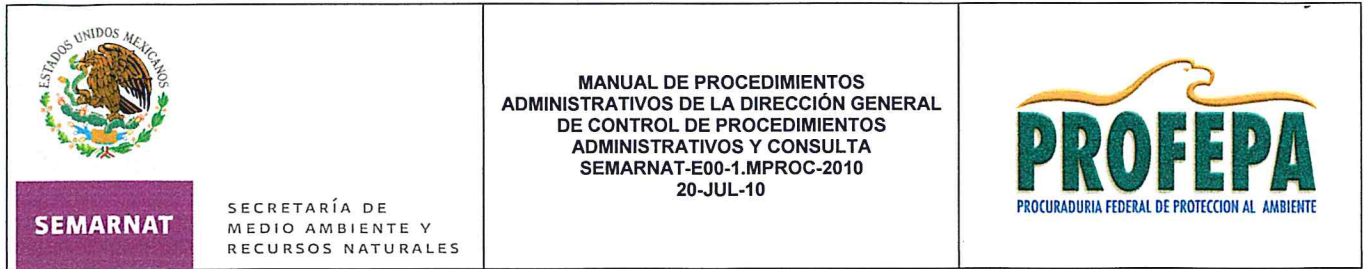 ESTADOS UNIDOS MEXICANOS
SEMARNAT
SECRETARÍA DE
MEDIO AMBIENTE Y
RECURSOS NATURALES
MANUAL DE PROCEDIMIENTOS
ADMINISTRATIVOS DE LA DIRECCIÓN GENERAL
DE CONTROL DE PROCEDIMIENTOS
ADMINISTRATIVOS Y CONSULTA
SEMARNAT-E00-1.MPROC-2010
20-JUL-10
PROFEPA
PROCURADURIA FEDERAL DE PROTECCION AL AMBIENTE